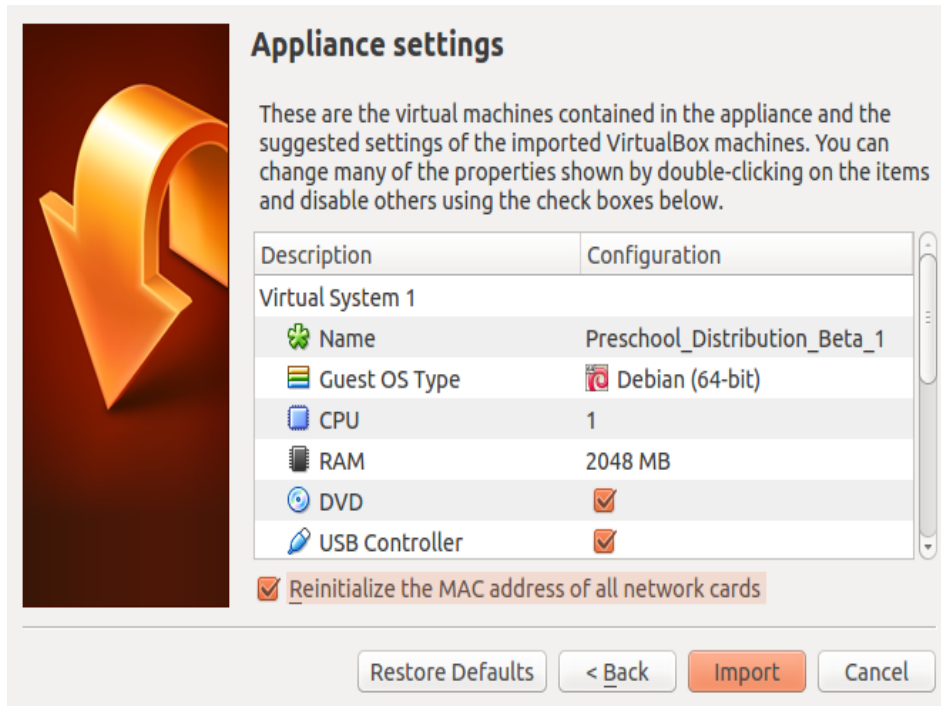 Appliance settings
These are the virtual machines contained in the appliance and the
suggested settings of the imported VirtualBox machines. You can
change many of the properties shown by double-clicking on the items
and disable others using the check boxes below.
Description Configuration
Virtual System 1
Name Preschool_Distribution_Beta_1
Guest OS Type Debian (64-bit)
CPU 1
RAM 2048 MB
DVD
USB Controller
Reinitialize the MAC address of all network cards
Restore Defaults < Back Import Cancel